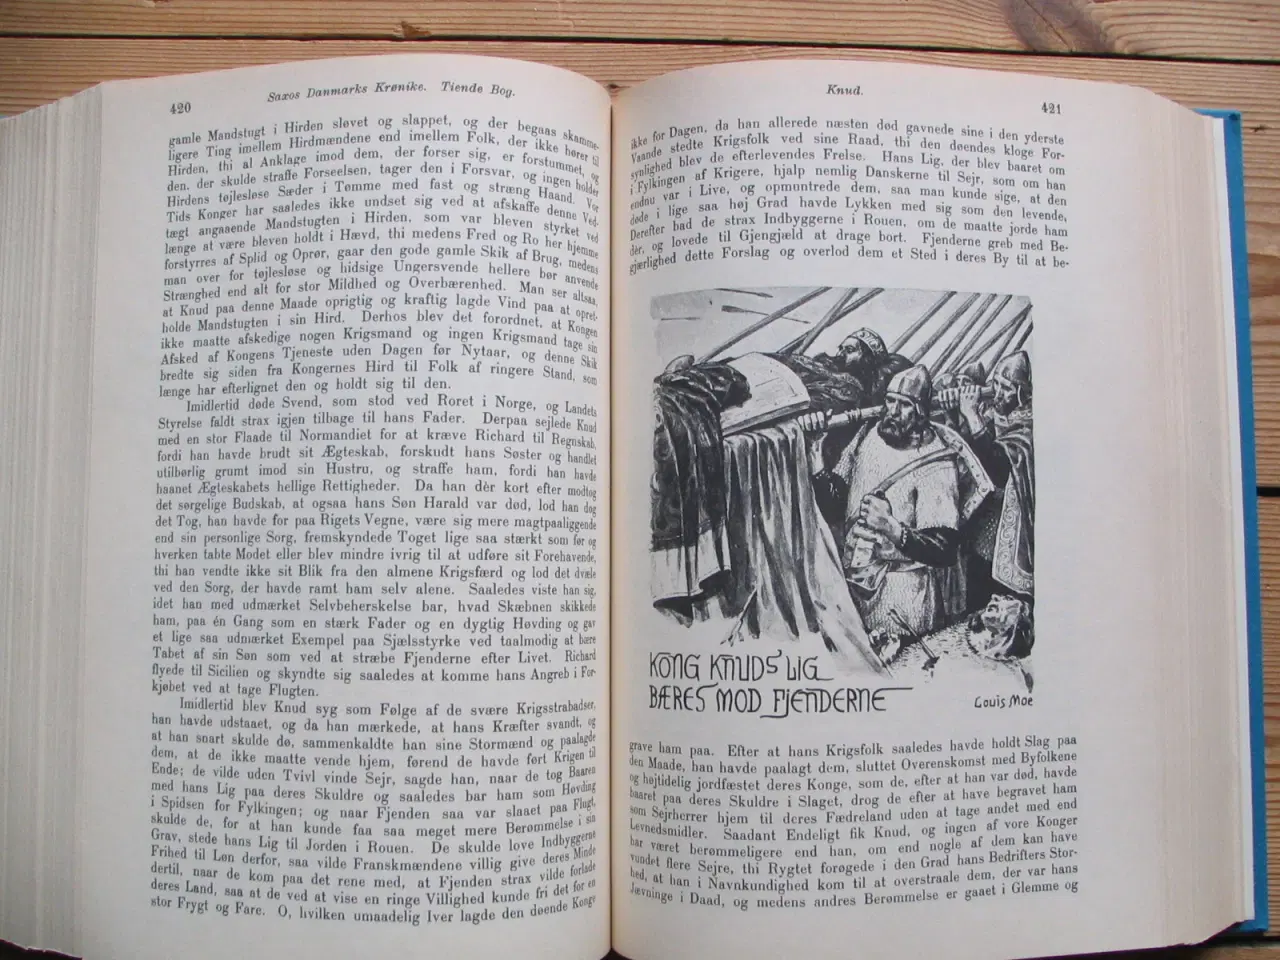 420
Saxos Danmarks Krønike. Tiende Bog.
gamle Mandstugt i Hirden sløvet og slappet, og der begaas skamme-
ligere Ting imellem Hirdmændene end imellem Folk, der ikke hører til
Hirden, thi al Anklage imod dem, der forser sig, er forstummet, og
den, der skulde straffe Forseelsen, tager den i Forsvar, og ingen holder
Hirdens tøjlesløse Sæder i Tømme med fast og stræng Haand. Vor
Tids Konger har saaledes ikke undset sig ved at afskaffe denne Ved-
tægt angaaende Mandstugten i Hirden, som var bleven styrket ved
længe at være bleven holdt i Hævd, thi medens Fred og Ro her hjemme
forstyrres af Splid og Oprør, gaar den gode gamle Skik af Brug, medens
man over for tøjlesløse og hidsige Ungersvende hellere bør anvende
Strænghed end alt for stor Mildhed og Overbærenhed. Man ser altsaa,
at Knud paa denne Maade oprigtig og kraftig lagde Vind paa at opret-
holde Mandstugten i sin Hird. Derhos blev det forordnet, at Kongen
ikke maatte afskedige nogen Krigsmand og ingen Krigsmand tage sin
Afsked af Kongens Tjeneste uden Dagen før Nytaar, og denne Skik
bredte sig siden fra Kongernes Hird til Folk af ringere Stand, som
længe har efterlignet den og holdt sig til den.
Imidlertid døde Svend, som stod ved Roret i Norge, og Landets
Styrelse faldt strax igjen tilbage til hans Fader. Derpaa sejlede Knud
med en stor Flaade til Normandiet for at kræve Richard til Regnskab,
fordi han havde brudt sit Ægteskab, forskudt hans Søster og handlet
utilbørlig grumt imod sin Hustru, og straffe ham, fordi han havde
haanet Ægteskabets hellige Rettigheder. Da han dèr kort efter modtog
det sørgelige Budskab, at ogsaa hans Søn Harald var død, lod han dog
det Tog, han havde for paa Rigets Vegne, være sig mere magtpaaliggende
end sin personlige Sorg, fremskyndede Toget lige saa stærkt som før og
hverken tabte Modet eller blev mindre ivrig til at udføre sit Forehavende,
thi han vendte ikke sit Blik fra den almene Krigsfærd og lod det dvæle
ved den Sorg, der havde ramt ham selv alene. Saaledes viste han sig,
idet han med udmærket Selvbeherskelse bar, hvad Skæbnen skikkede
ham, paa én Gang som en stærk Fader og en dygtig Høvding og gav
et lige saa udmærket Exempel paa Sjælsstyrke ved taalmodig at bære
Tabet af sin Søn som ved at stræbe Fjenderne efter Livet. Richard
flyede til Sicilien og skyndte sig saaledes at komme hans Angreb i For-
kjøbet ved at tage Flugten.
Imidlertid blev Knud syg som Følge af de svære Krigsstrabadser,
han havde udstaaet, og da han mærkede, at hans Kræfter svandt, og
at han snart skulde dø, sammenkaldte han sine Stormænd og paalagde
dem, at de ikke maatte vende hjem, førend de havde ført Krigen til
Ende; de vilde uden Tvivl vinde Sejr, sagde han, naar de tog Baaren
med hans Lig paa deres Skuldre og saaledes bar ham som Høvding
i Spidsen for Fylkingen; og naar Fjenden saa var slaaet paa Flugt,
skulde de, for at han kunde faa saa meget mere Berømmelse i sin
Grav, stede hans Lig til Jorden i Rouen. De skulde love Indbyggerne
Frihed til Løn derfor, saa vilde Franskmændene villig give deres Minde
dertil, naar de kom paa det rene med, at Fjenden strax vilde forlade
deres Land, saa at de ved at vise en ringe Villighed kunde fri det for en
stor Frygt og Fare. O, hvilken umaadelig Iver lagde den døende Konge
Knud.
421
ikke for Dagen, da han allerede næsten død gavnede sine i den yderste
Vaande stedte Krigsfolk ved sine Raad, thi den døendes kloge For-
synlighed blev de efterlevendes Frelse. Hans Lig, der blev baaret om
i Fylkingen af Krigere, hjalp nemlig Danskerne til Sejr, som om han
endnu var i Live, og opmuntrede dem, saa man kunde sige, at den
døde i lige saa høj Grad havde Lykken med sig som den levende.
Derefter bad de strax Indbyggerne i Rouen, om de maatte jorde ham
dèr, og lovede til Gjengjæld at drage bort. Fjenderne greb med Be-
gjærlighed dette Forslag og overlod dem et Sted i deres By til at be-
KONG KNUDS LIG
BÆRES MOD FJENDERNE
Louis Moe
grave ham paa. Efter at hans Krigsfolk saaledes havde holdt Slag paa
den Maade, han havde paalagt dem, sluttet Overenskomst med Byfolkene
og højtidelig jordfæstet deres Konge, som de, efter at han var død, havde
baaret paa deres Skuldre i Slaget, drog de efter at have begravet ham
som Sejrherrer hjem til deres Fædreland uden at tage andet med end
Levnedsmidler. Saadant Endeligt fik Knud, og ingen af vore Konger
har været berømmeligere end han, om end nogle af dem kan have
vundet flere Sejre, thi Rygtet forøgede i den Grad hans Bedrifters Stor-
hed, at han i Navnkundighed kom til at overstraale dem, der var hans
Jævninge i Daad, og medens andres Berømmelse er gaaet i Glemme og